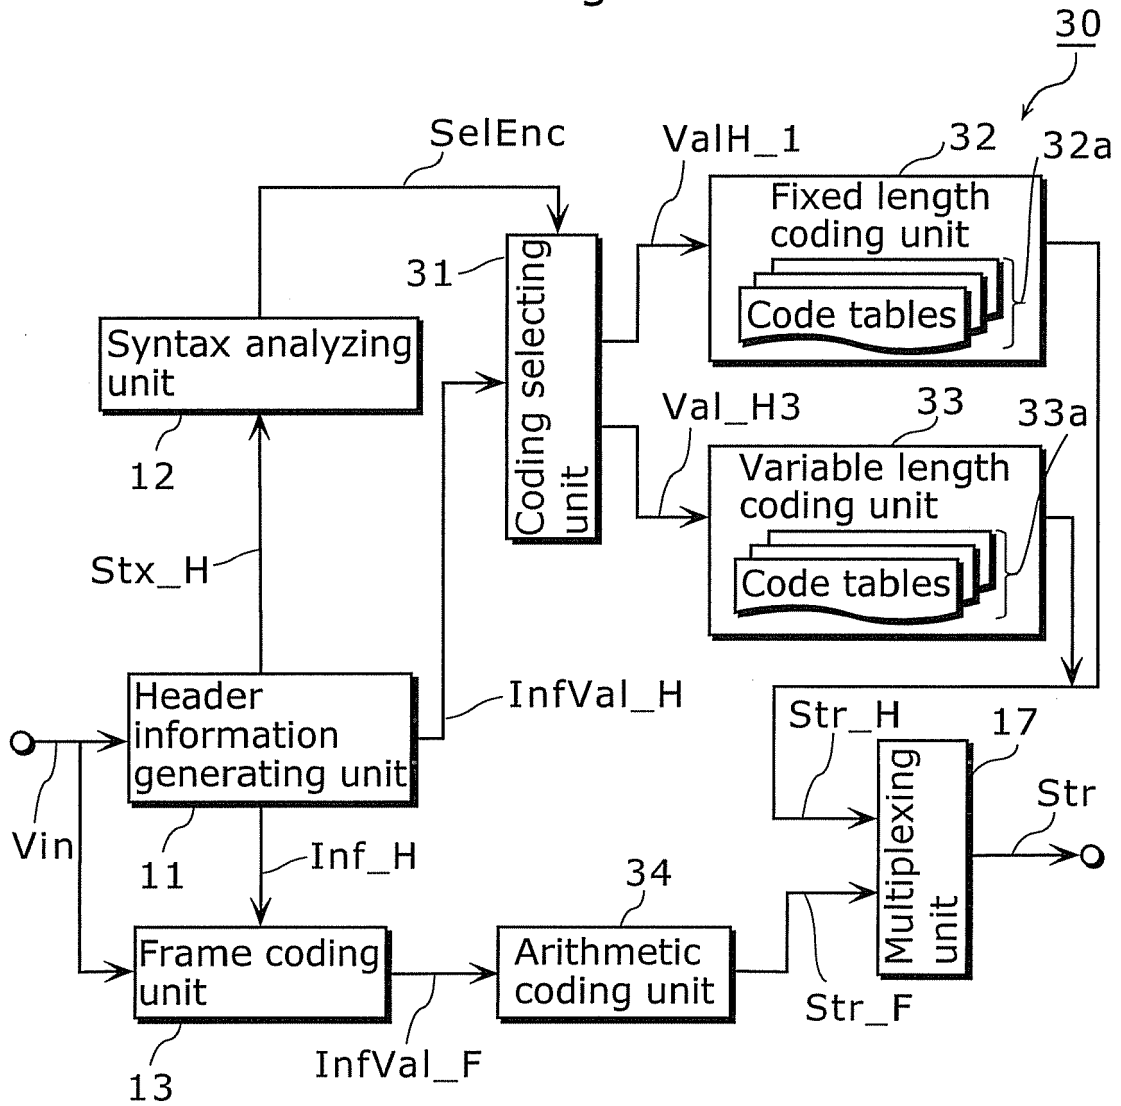 30
SelEnc
ValH_1
32
32a
Fixed length
coding unit
Code tables
31
Coding selecting
unit
Syntax analyzing
unit
12
Val_H3
33
33a
Variable length
coding unit
Code tables
Stx_H
Header
information
generating unit
InfVal_H
Str_H
17
Vin
11
Inf_H
Multiplexing
unit
Str
34
Frame coding
unit
Arithmetic
coding unit
Str_F
InfVal_F
13